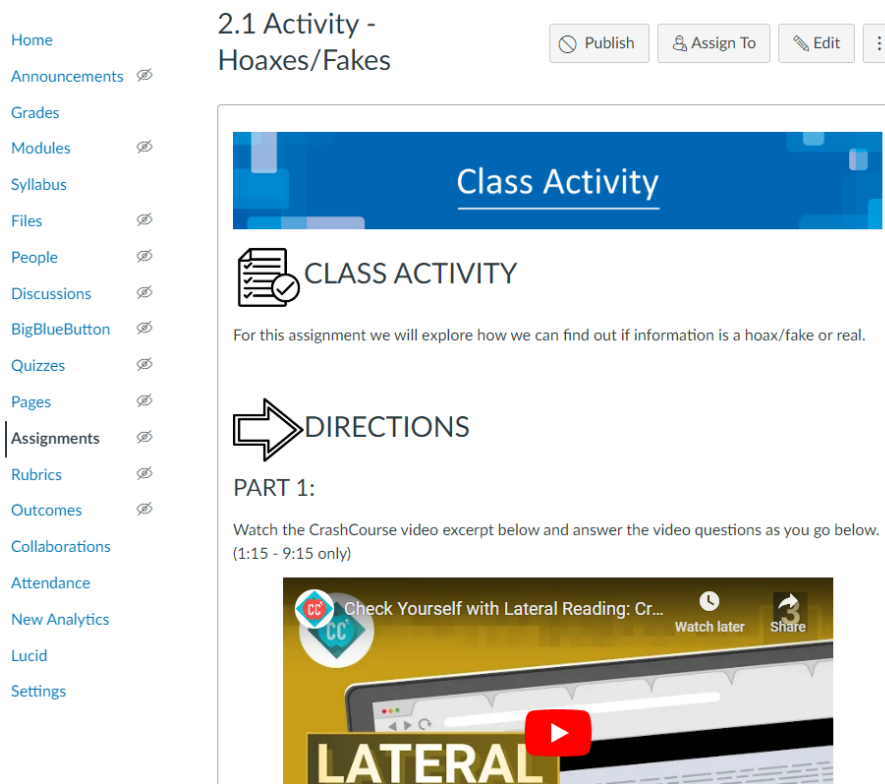 Home
Announcements
Grades
Modules
Syllabus
Files
People
Discussions
BigBlueButton
Quizzes
Pages
Assignments
Rubrics
Outcomes
Collaborations
Attendance
New Analytics
Lucid
Settings
2.1 Activity -
Hoaxes/Fakes
Publish
Assign To
Edit
Class Activity
CLASS ACTIVITY
For this assignment we will explore how we can find out if information is a hoax/fake or real.
DIRECTIONS
PART 1:
Watch the CrashCourse video excerpt below and answer the video questions as you go below.
(1:15 - 9:15 only)
CC
Check Yourself with Lateral Reading: Cr...
Watch later
Share
3
CC
LATERAL